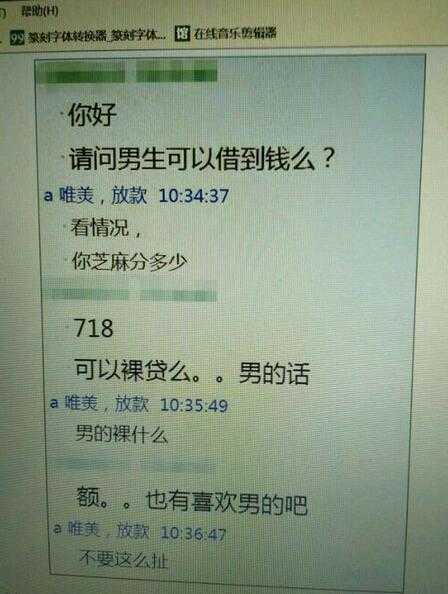 帮助(H)
篆刻字体转换器_篆刻字体... 馆 在线音乐剪辑器
你好
请问男生可以借到钱么？
a 唯美，放款 10:34:37
看情况，
你芝麻分多少
718
可以裸贷么。。男的话
a 唯美，放款 10:35:49
男的裸什么
额。。也有喜欢男的吧
a 唯美，放款 10:36:47
不要这么扯